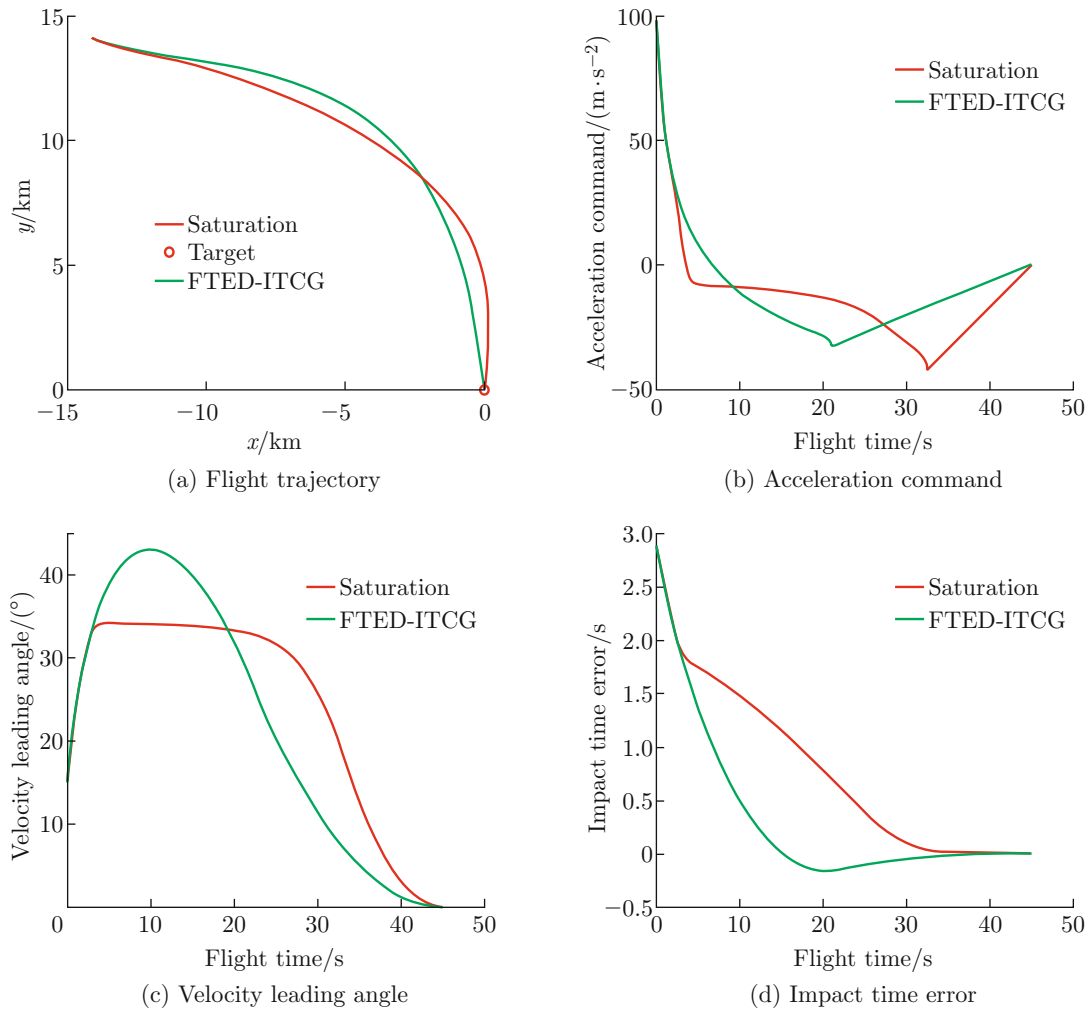 15
10
5
0
y/km
Saturation
Target
FTED-ITCG
−15
−10
−5
0
x/km
(a) Flight trajectory
100
50
0
−50
Acceleration command/(m·s⁻²)
Saturation
FTED-ITCG
0
10
20
30
40
50
Flight time/s
(b) Acceleration command
40
30
20
10
Velocity leading angle/(°)
Saturation
FTED-ITCG
0
10
20
30
40
50
Flight time/s
(c) Velocity leading angle
3.0
2.5
2.0
1.5
1.0
0.5
0
−0.5
Impact time error/s
Saturation
FTED-ITCG
0
10
20
30
40
50
Flight time/s
(d) Impact time error